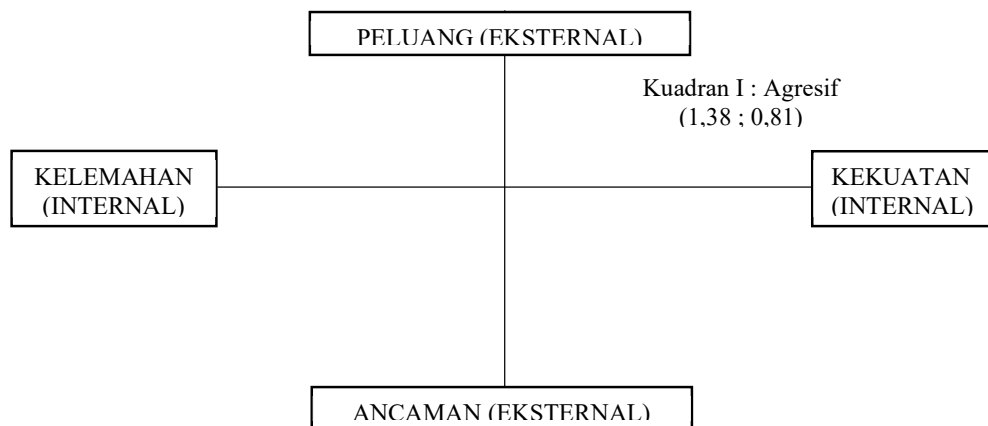 PELUANG (EKSTERNAL)
Kuadran I : Agresif
(1,38 ; 0,81)
KELEMAHAN
(INTERNAL)
KEKUATAN
(INTERNAL)
ANCAMAN (EKSTERNAL)